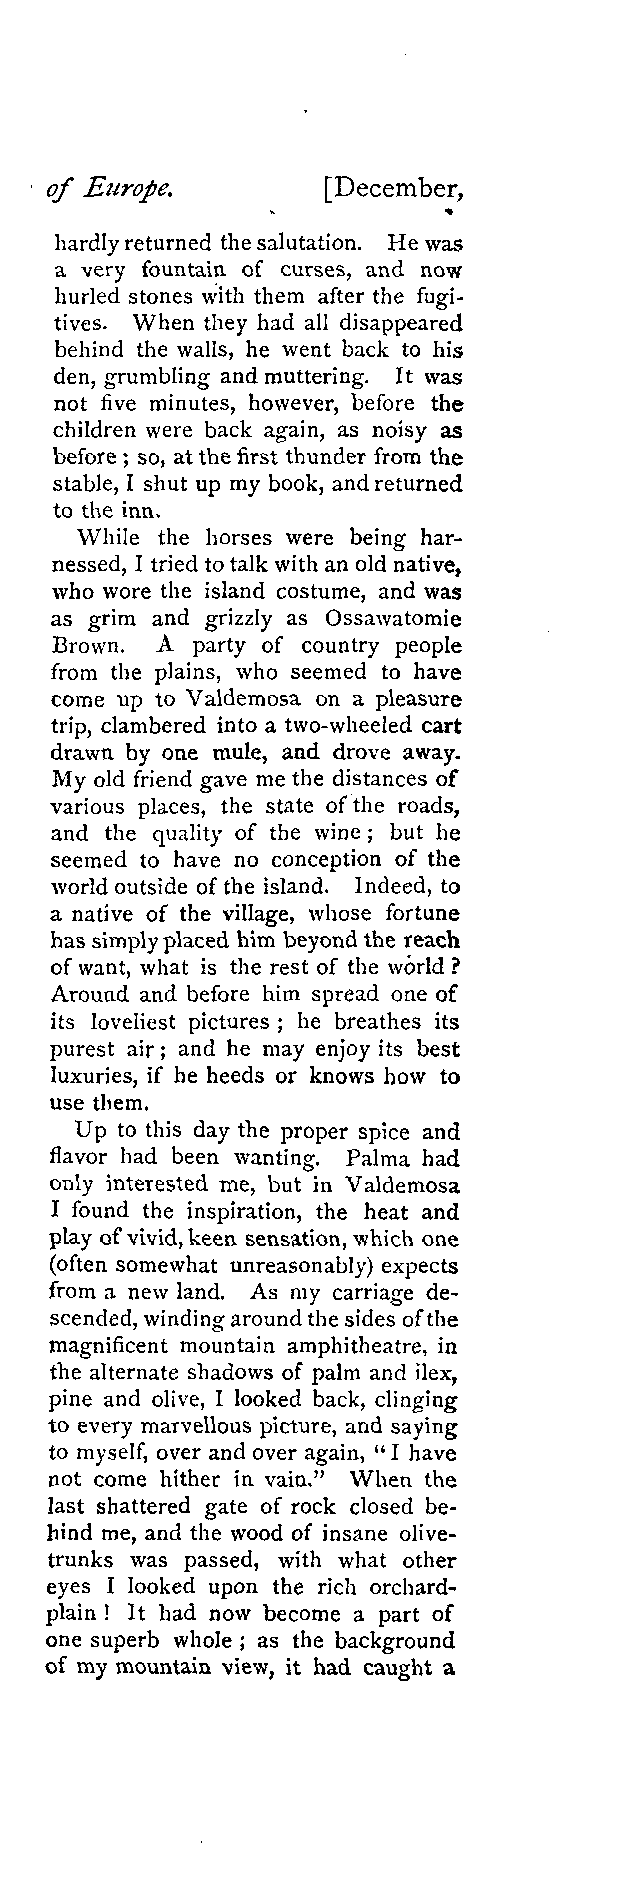 of Europe. [December,
hardly returned the salutation. He was
a very fountain of curses, and now
hurled stones with them after the fugi-
tives. When they had all disappeared
behind the walls, he went back to his
den, grumbling and muttering. It was
not five minutes, however, before the
children were back again, as noisy as
before ; so, at the first thunder from the
stable, I shut up my book, and returned
to the inn.
While the horses were being har-
nessed, I tried to talk with an old native,
who wore the island costume, and was
as grim and grizzly as Ossawatomie
Brown. A party of country people
from the plains, who seemed to have
come up to Valdemosa on a pleasure
trip, clambered into a two-wheeled cart
drawn by one mule, and drove away.
My old friend gave me the distances of
various places, the state of the roads,
and the quality of the wine ; but he
seemed to have no conception of the
world outside of the island. Indeed, to
a native of the village, whose fortune
has simply placed him beyond the reach
of want, what is the rest of the world ?
Around and before him spread one of
its loveliest pictures ; he breathes its
purest air ; and he may enjoy its best
luxuries, if he heeds or knows how to
use them.
Up to this day the proper spice and
flavor had been wanting. Palma had
only interested me, but in Valdemosa
I found the inspiration, the heat and
play of vivid, keen sensation, which one
(often somewhat unreasonably) expects
from a new land. As my carriage de-
scended, winding around the sides of the
magnificent mountain amphitheatre, in
the alternate shadows of palm and ilex,
pine and olive, I looked back, clinging
to every marvellous picture, and saying
to myself, over and over again, "I have
not come hither in vain." When the
last shattered gate of rock closed be-
hind me, and the wood of insane olive-
trunks was passed, with what other
eyes I looked upon the rich orchard-
plain ! It had now become a part of
one superb whole ; as the background
of my mountain view, it had caught a